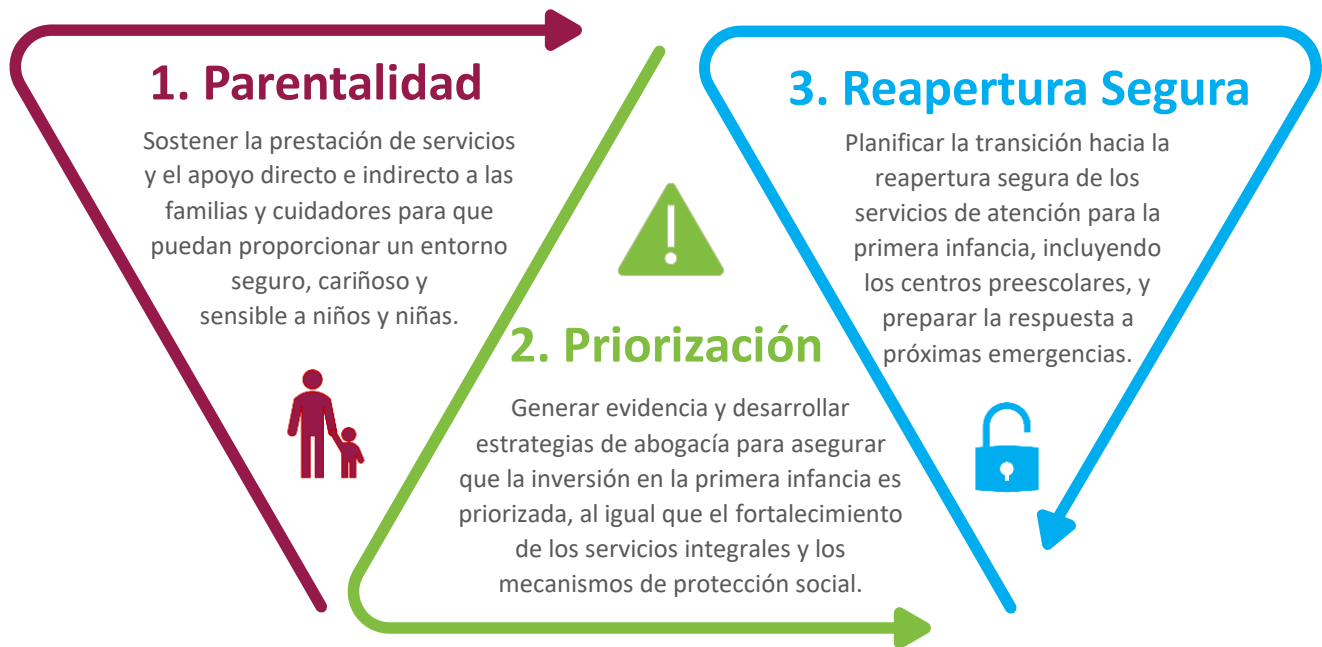 1. Parentalidad
Sostener la prestación de servicios
y el apoyo directo e indirecto a las
familias y cuidadores para que
puedan proporcionar un entorno
seguro, cariñoso y
sensible a niños y niñas.
2. Priorización
Generar evidencia y desarrollar
estrategias de abogacía para asegurar
que la inversión en la primera infancia es
priorizada, al igual que el fortalecimiento
de los servicios integrales y los
mecanismos de protección social.
3. Reapertura Segura
Planificar la transición hacia la
reapertura segura de los
servicios de atención para la
primera infancia, incluyendo
los centros preescolares, y
preparar la respuesta a
próximas emergencias.